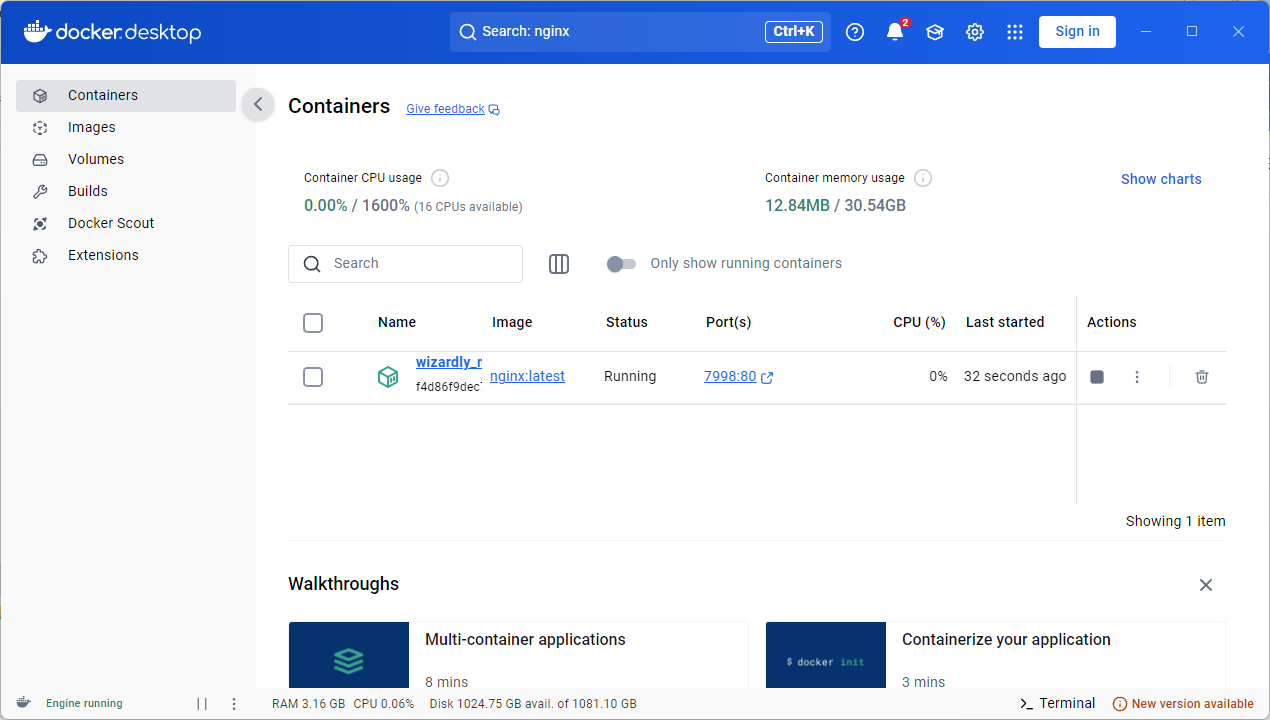 docker.desktop
Search: nginx
Ctrl+K
2
Sign in
Containers
Images
Volumes
Builds
Docker Scout
Extensions
Containers
Give feedback
Container CPU usage
0.00% / 1600% (16 CPUs available)
Container memory usage
12.84MB / 30.54GB
Show charts
Search
Only show running containers
Name Image Status Port(s) CPU (%) Last started Actions
wizardly_r
f4d86f9dec
nginx:latest Running 7998:80 0% 32 seconds ago
Showing 1 item
Walkthroughs
Multi-container applications
8 mins
$ docker init
Containerize your application
3 mins
Engine running
RAM 3.16 GB CPU 0.06% Disk 1024.75 GB avail. of 1081.10 GB
>_ Terminal
New version available